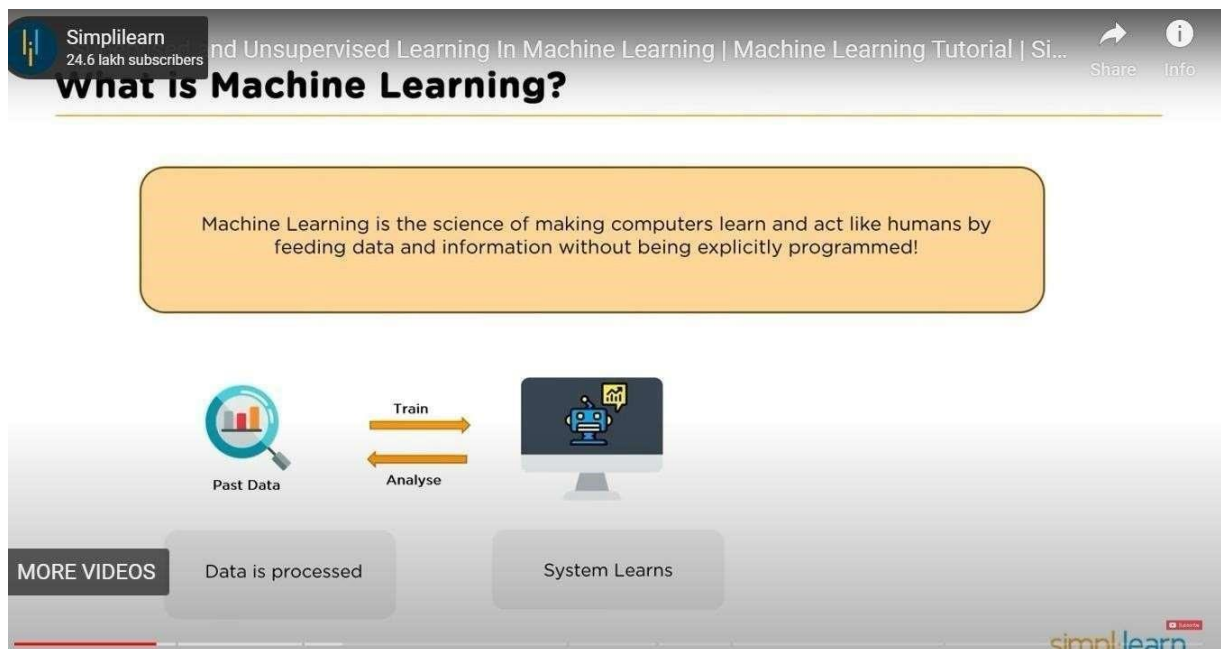 Simplilearn
24.6 lakh subscribers
nd Unsupervised Learning In Machine Learning | Machine Learning Tutorial | Si...
Share
Info
What is Machine Learning?
Machine Learning is the science of making computers learn and act like humans by
feeding data and information without being explicitly programmed!
Train
Past Data
Analyse
MORE VIDEOS
Data is processed
System Learns
simplilearn